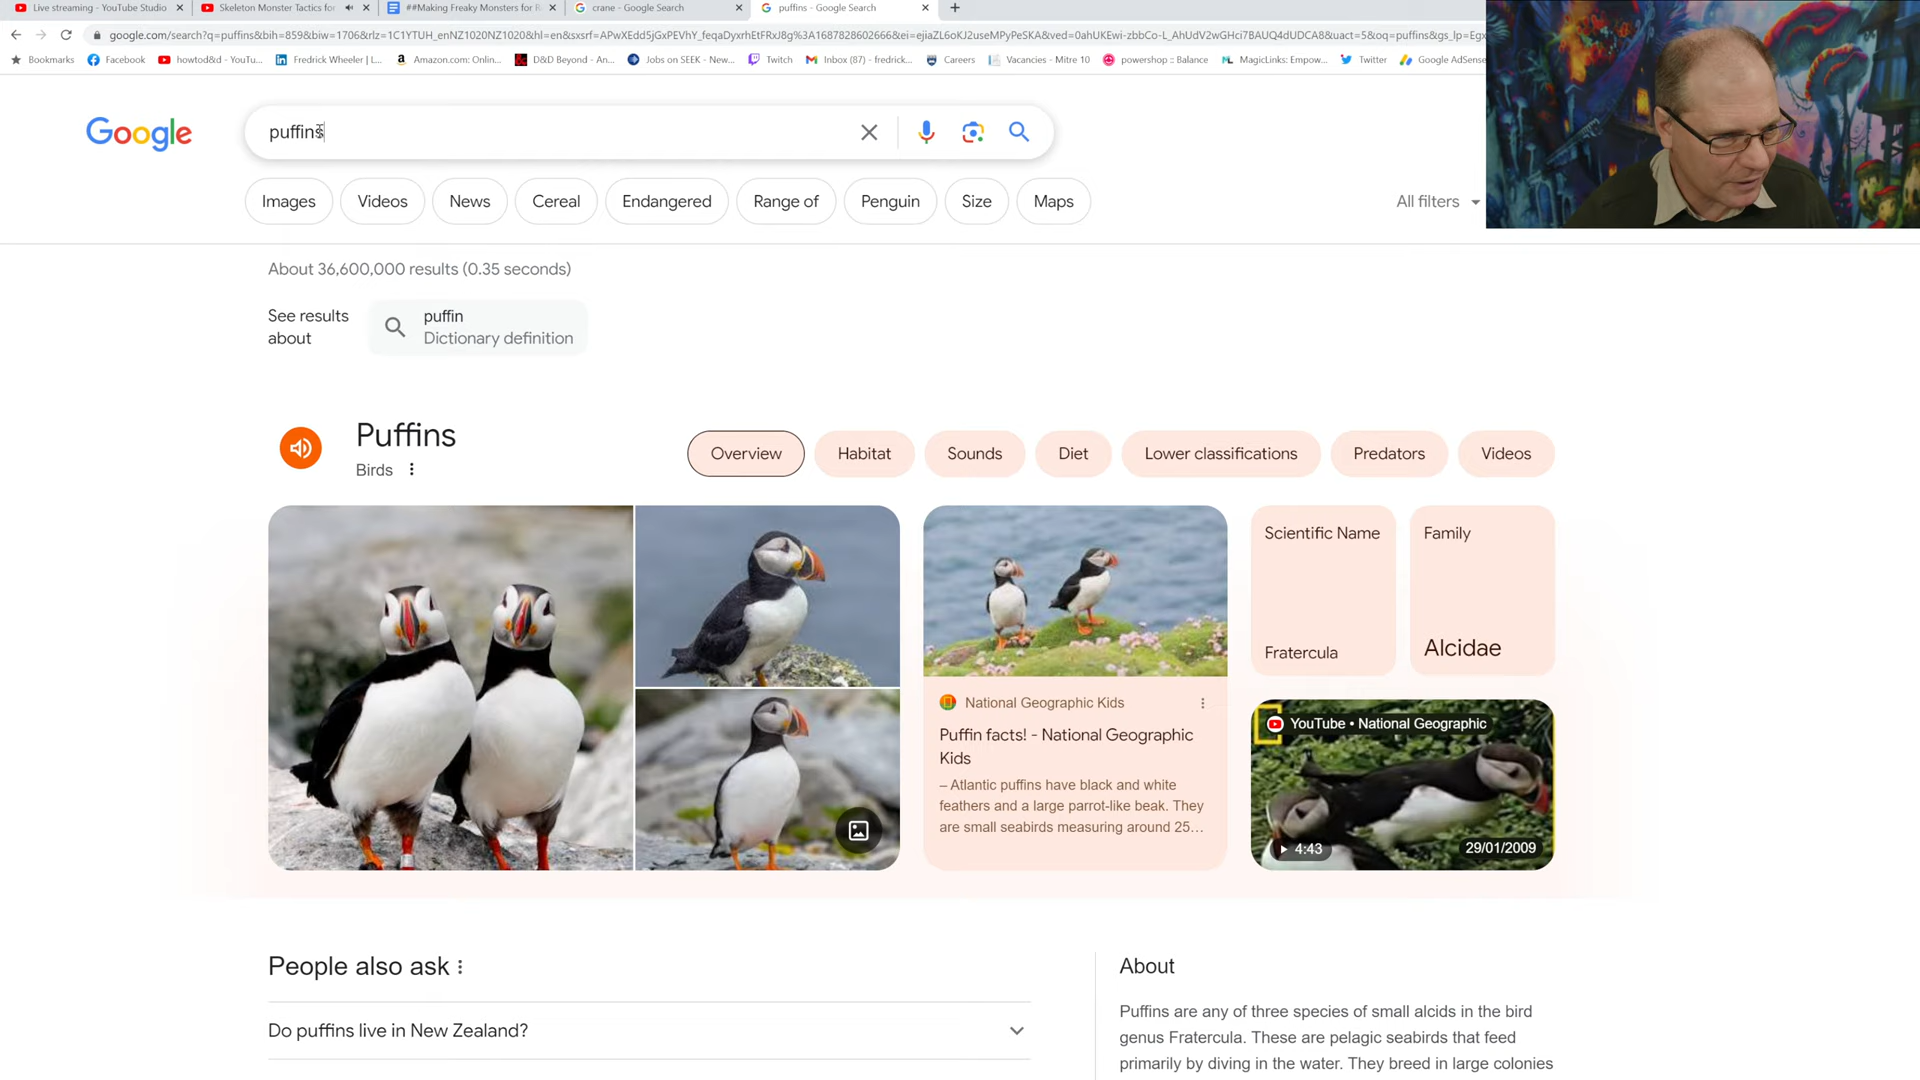 Live streaming - YouTube Studio
Skeleton Monster Tactics for
##Making Freaky Monsters for R
crane - Google Search
puffins - Google Search
Bookmarks
Facebook
howtod&d - YouTu...
Fredrick Wheeler | L...
Amazon.com: Onlin...
D&D Beyond - An...
Jobs on SEEK - New...
Twitch
Inbox (87) - fredrick...
Careers
Vacancies - Mitre 10
powershop :: Balance
MagicLinks: Empow...
Twitter
Google AdSense
Google
puffins
Images
Videos
News
Cereal
Endangered
Range of
Penguin
Size
Maps
All filters
About 36,600,000 results (0.35 seconds)
See results about
puffin
Dictionary definition
Puffins
Birds
Overview
Habitat
Sounds
Diet
Lower classifications
Predators
Videos
National Geographic Kids
Puffin facts! - National Geographic
Kids
– Atlantic puffins have black and white
feathers and a large parrot-like beak. They
are small seabirds measuring around 25...
Scientific Name
Fratercula
Family
Alcidae
YouTube • National Geographic
4:43
29/01/2009
People also ask
Do puffins live in New Zealand?
About
Puffins are any of three species of small alcids in the bird
genus Fratercula. These are pelagic seabirds that feed
primarily by diving in the water. They breed in large colonies